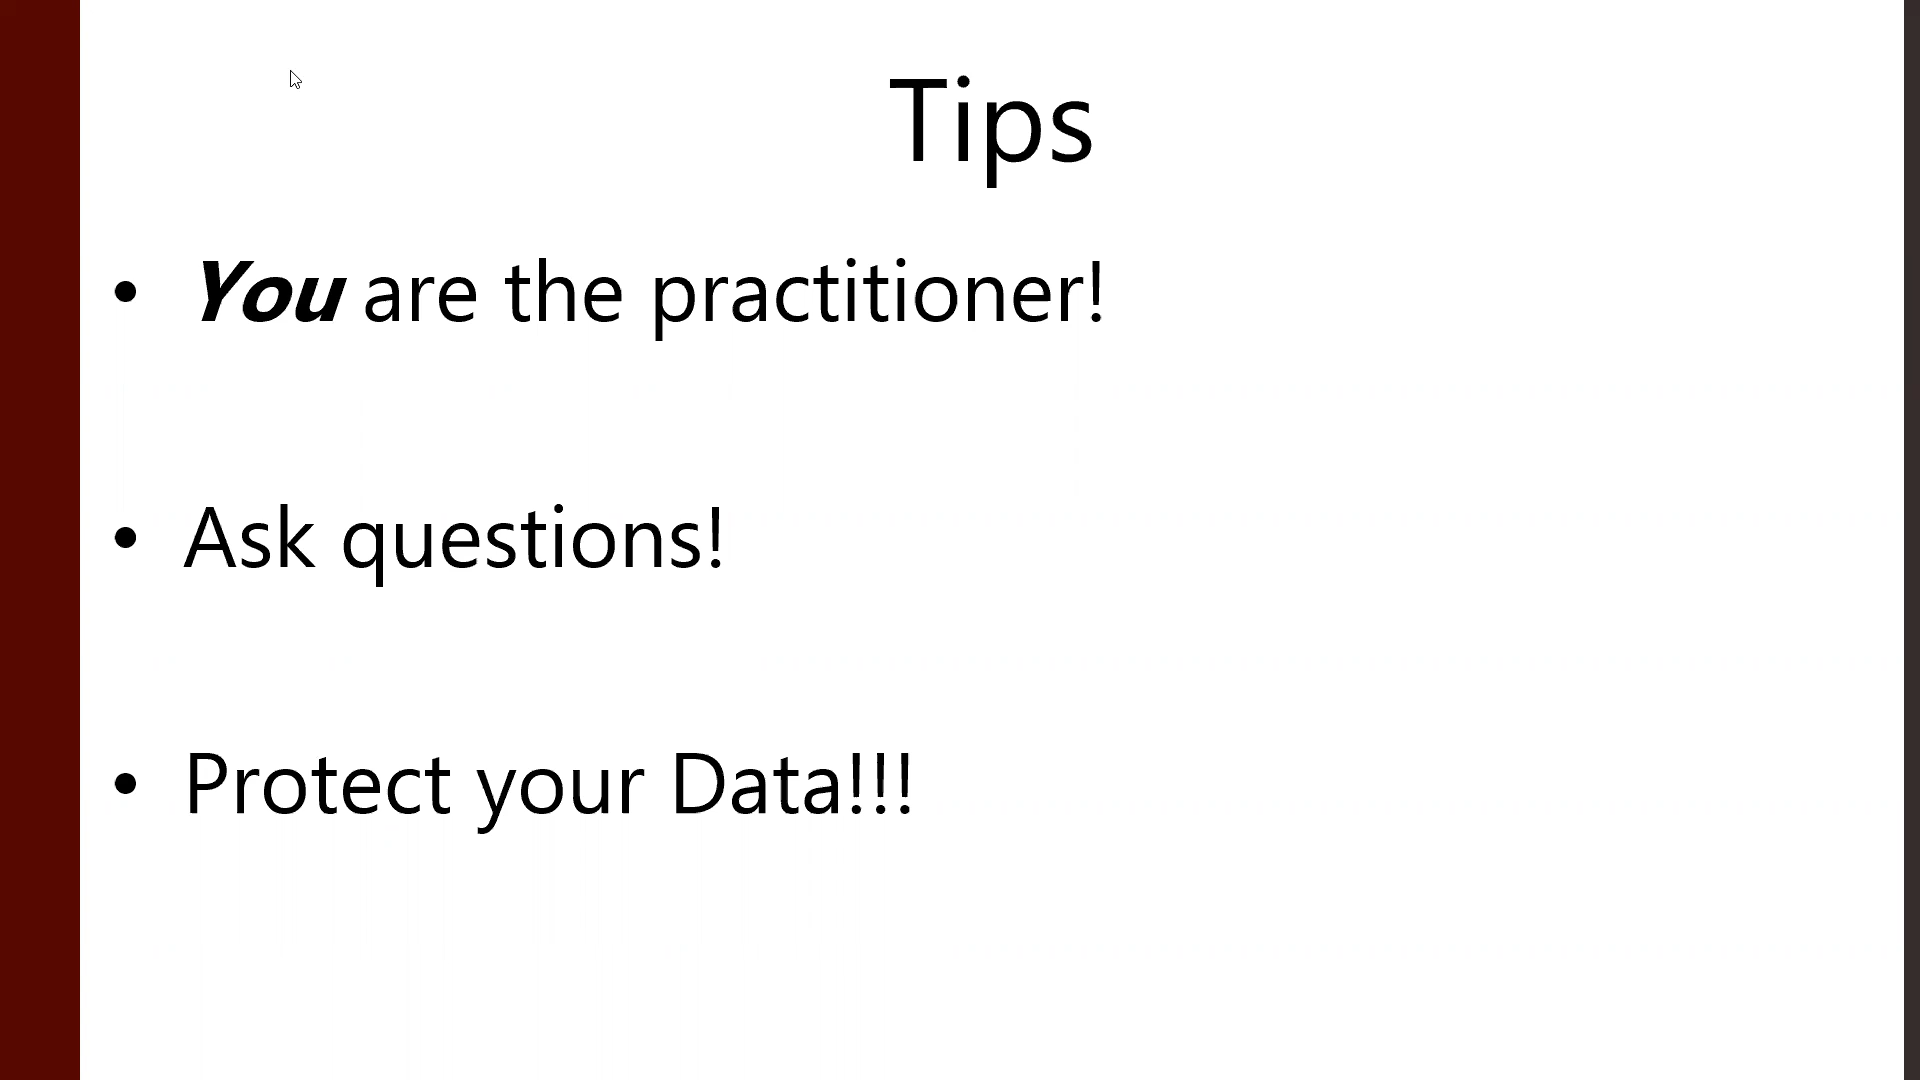 Tips
• You are the practitioner!
• Ask questions!
• Protect your Data!!!